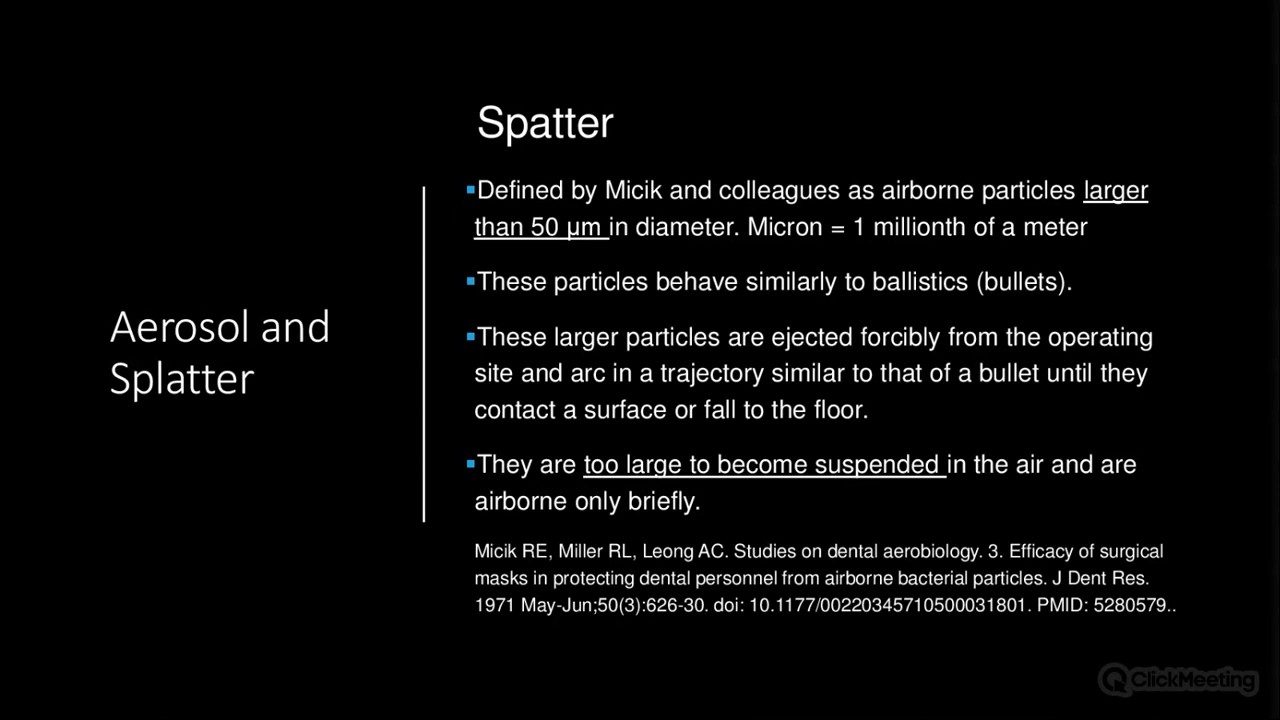 Aerosol and
Splatter
Spatter
▪Defined by Micik and colleagues as airborne particles larger
than 50 µm in diameter. Micron = 1 millionth of a meter
▪These particles behave similarly to ballistics (bullets).
▪These larger particles are ejected forcibly from the operating
site and arc in a trajectory similar to that of a bullet until they
contact a surface or fall to the floor.
▪They are too large to become suspended in the air and are
airborne only briefly.
Micik RE, Miller RL, Leong AC. Studies on dental aerobiology. 3. Efficacy of surgical
masks in protecting dental personnel from airborne bacterial particles. J Dent Res.
1971 May-Jun;50(3):626-30. doi: 10.1177/00220345710500031801. PMID: 5280579..
ClickMeeting